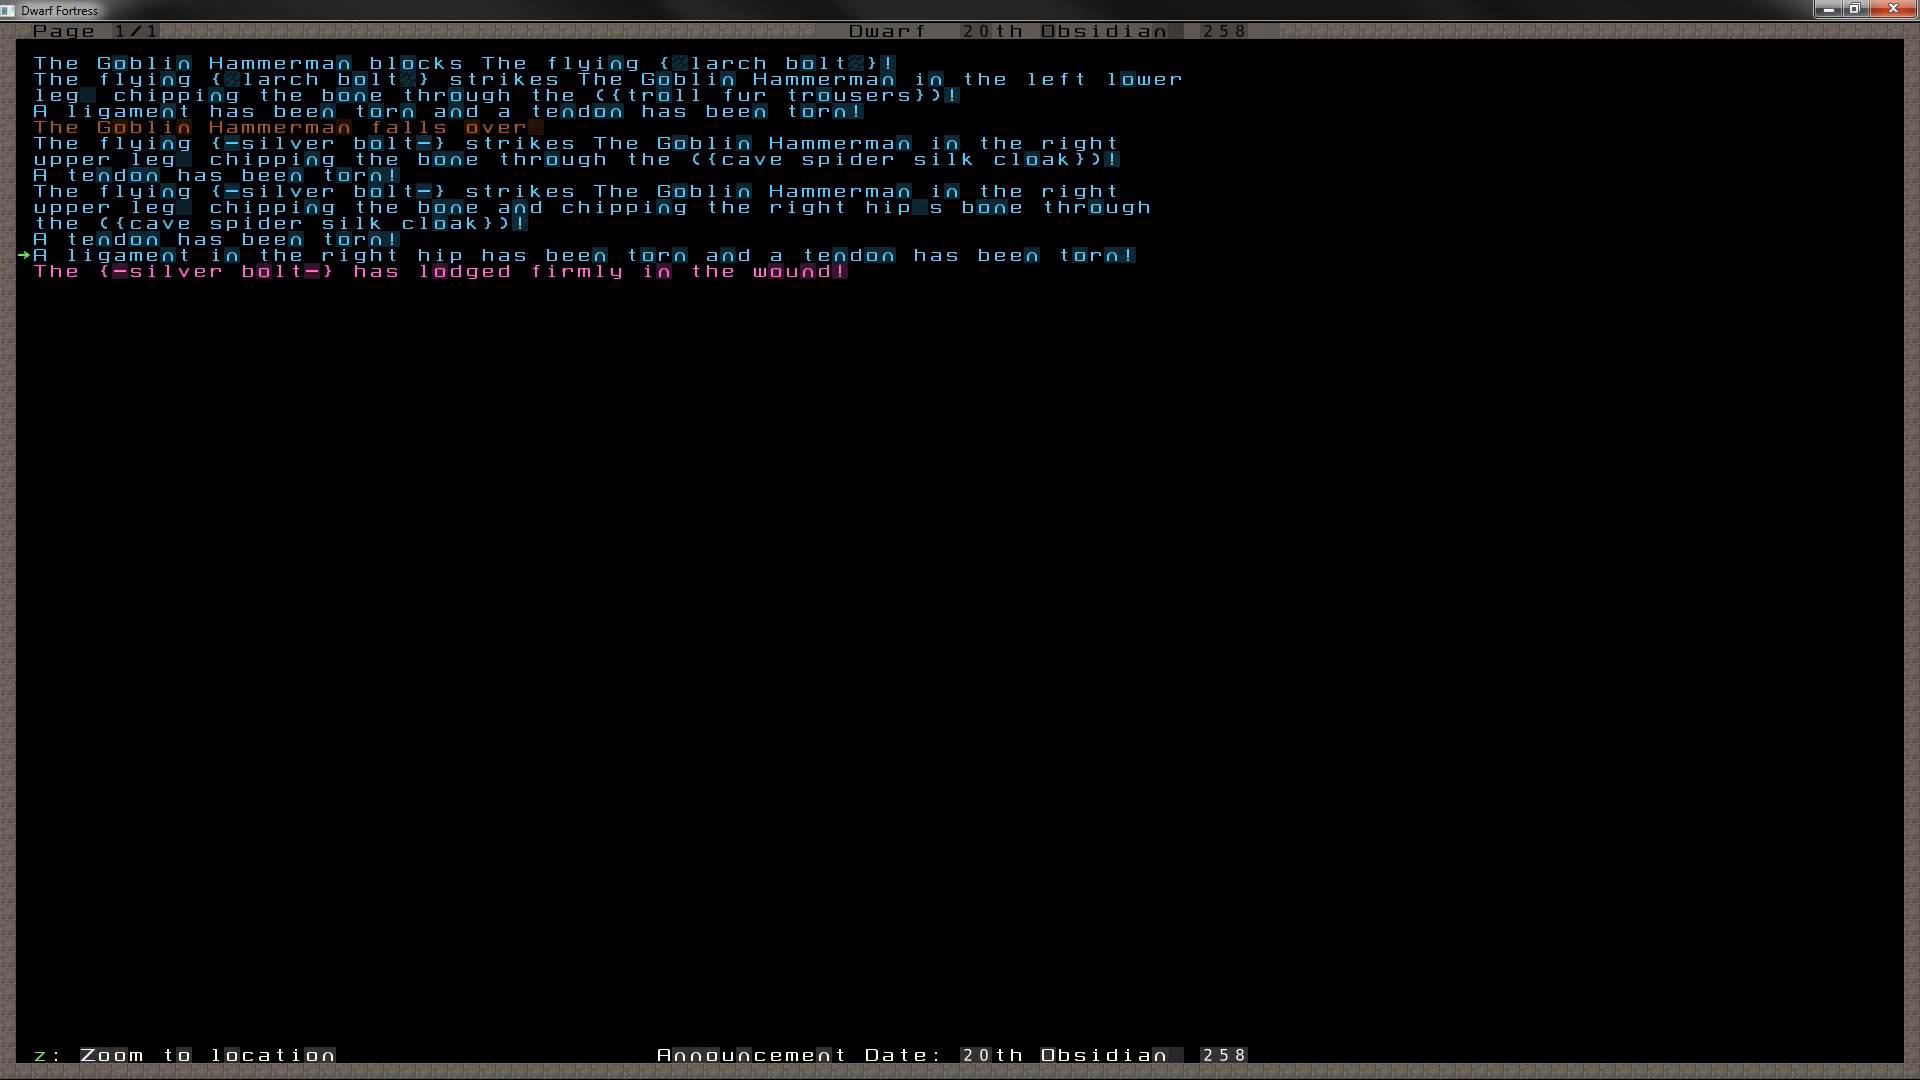 Dwarf Fortress
Page 1/1 Dwarf 20th Obsidian 258
The Goblin Hammerman blocks The flying {▒larch bolt▒}!
The flying {▒larch bolt▒} strikes The Goblin Hammerman in the left lower
leg chipping the bone through the ({troll fur trousers})!
A ligament has been torn and a tendon has been torn!
The Goblin Hammerman falls over
The flying {-silver bolt-} strikes The Goblin Hammerman in the right
upper leg chipping the bone through the ({cave spider silk cloak})!
A tendon has been torn!
The flying {-silver bolt-} strikes The Goblin Hammerman in the right
upper leg chipping the bone and chipping the right hip s bone through
the ({cave spider silk cloak})!
A tendon has been torn!
→A ligament in the right hip has been torn and a tendon has been torn!
The {-silver bolt-} has lodged firmly in the wound!
z: Zoom to location Announcement Date: 20th Obsidian 258